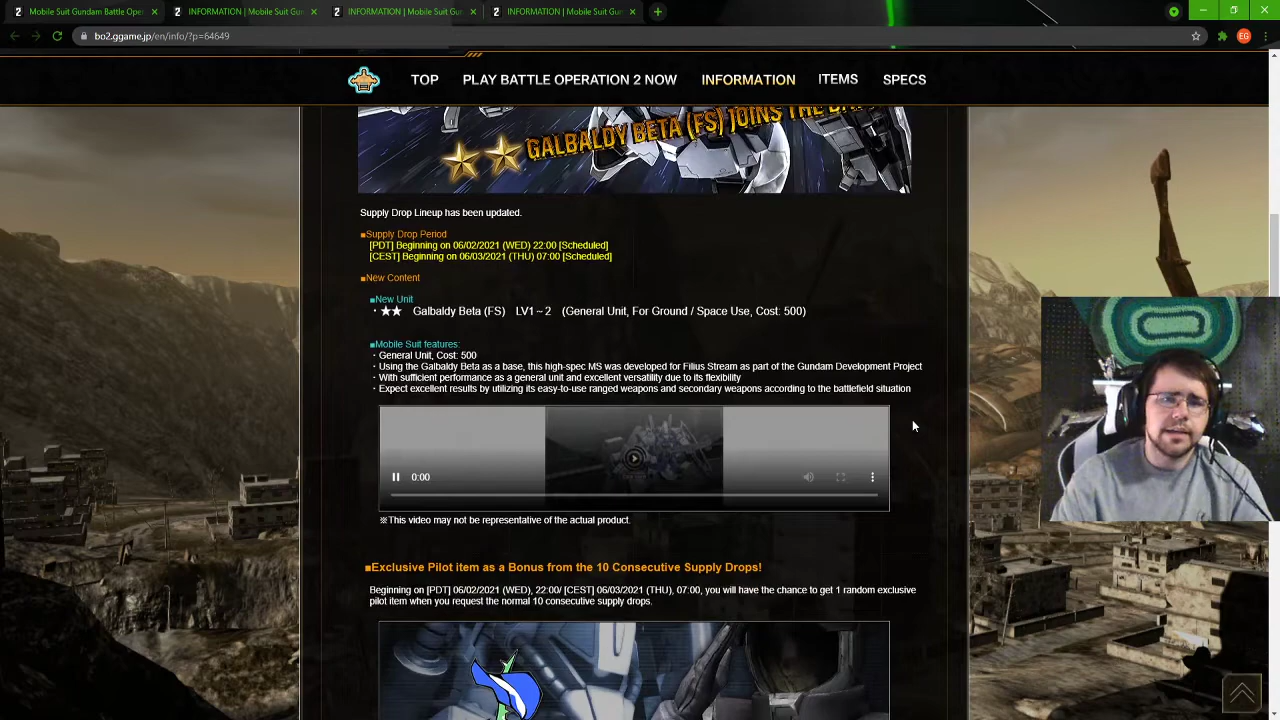 2 Mobile Suit Gundam Battle Ope
2 INFORMATION | Mobile Suit Gu
2 INFORMATION | Mobile Suit Gu
2 INFORMATION | Mobile Suit Gu
bo2.ggame.jp/en/info/?p=64649
EG
TOP PLAY BATTLE OPERATION 2 NOW INFORMATION ITEMS SPECS
★★ GALBALDY BETA (FS) JOINS THE
Supply Drop Lineup has been updated.
■Supply Drop Period
[PDT] Beginning on 06/02/2021 (WED) 22:00 [Scheduled]
[CEST] Beginning on 06/03/2021 (THU) 07:00 [Scheduled]
■New Content
■New Unit
・★★ Galbaldy Beta (FS) LV1~2 (General Unit, For Ground / Space Use, Cost: 500)
■Mobile Suit features:
・General Unit, Cost: 500
・Using the Galbaldy Beta as a base, this high-spec MS was developed for Filius Stream as part of the Gundam Development Project
・With sufficient performance as a general unit and excellent versatility due to its flexibility
・Expect excellent results by utilizing its easy-to-use ranged weapons and secondary weapons according to the battlefield situation
0:00
※This video may not be representative of the actual product.
■Exclusive Pilot item as a Bonus from the 10 Consecutive Supply Drops!
Beginning on [PDT] 06/02/2021 (WED), 22:00/ [CEST] 06/03/2021 (THU), 07:00, you will have the chance to get 1 random exclusive
pilot item when you request the normal 10 consecutive supply drops.